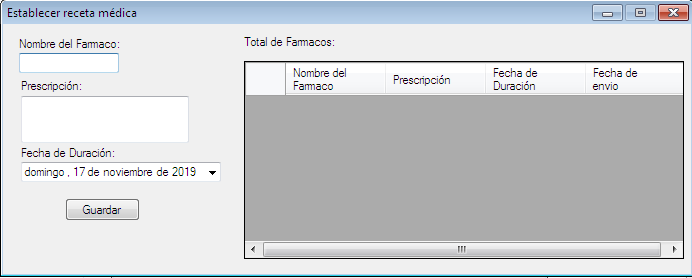 Establecer receta médica
Nombre del Farmaco:
Prescripción:
Fecha de Duración:
domingo , 17 de noviembre de 2019
Guardar
Total de Farmacos:
Nombre del
Farmaco
Prescripción
Fecha de
Duración
Fecha de
envio